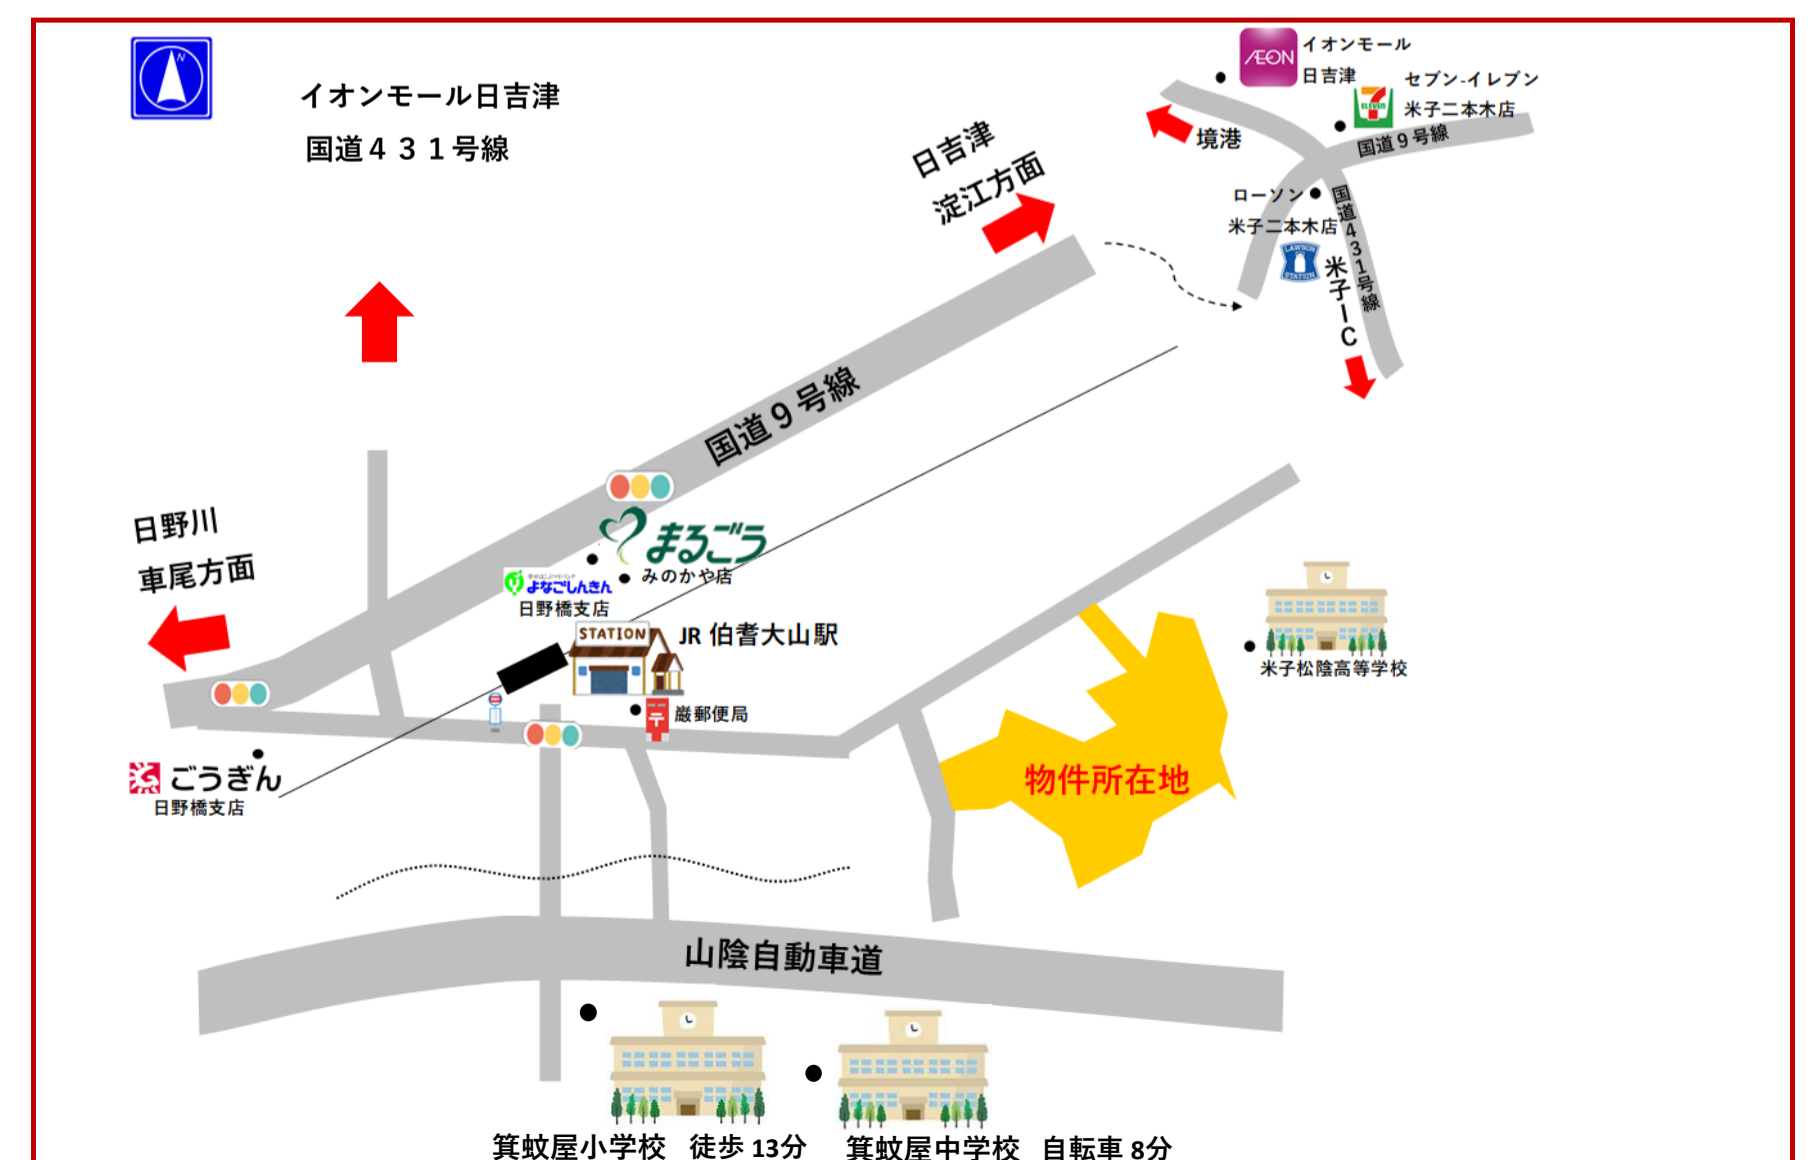 N
イオンモール日吉津
国道４３１号線
日吉津
淀江方面
ÆON
イオンモール
日吉津
セブン-イレブン
米子二本木店
ELEVEN
境港
国道９号線
ローソン
米子二本木店
LAWSON
STATION
国道431号線
米子IC
国道９号線
日野川
車尾方面
まるごう
みのかや店
よなごしんきん
日野橋支店
STATION
JR 伯耆大山駅
巌郵便局
米子松陰高等学校
ごうぎん
日野橋支店
物件所在地
山陰自動車道
箕蚊屋小学校 徒歩 13分
箕蚊屋中学校 自転車 8分